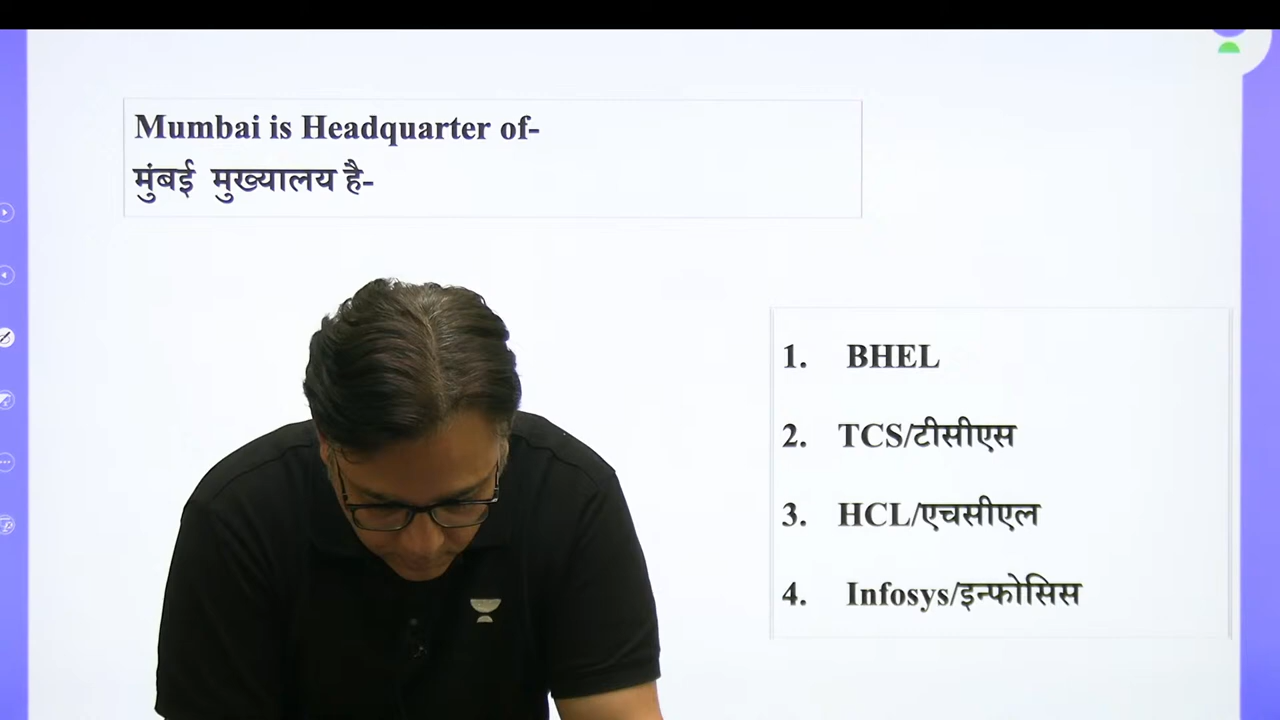 Mumbai is Headquarter of-
मुंबई मुख्यालय है-
1. BHEL
2. TCS/टीसीएस
3. HCL/एचसीएल
4. Infosys/इन्फोसिस